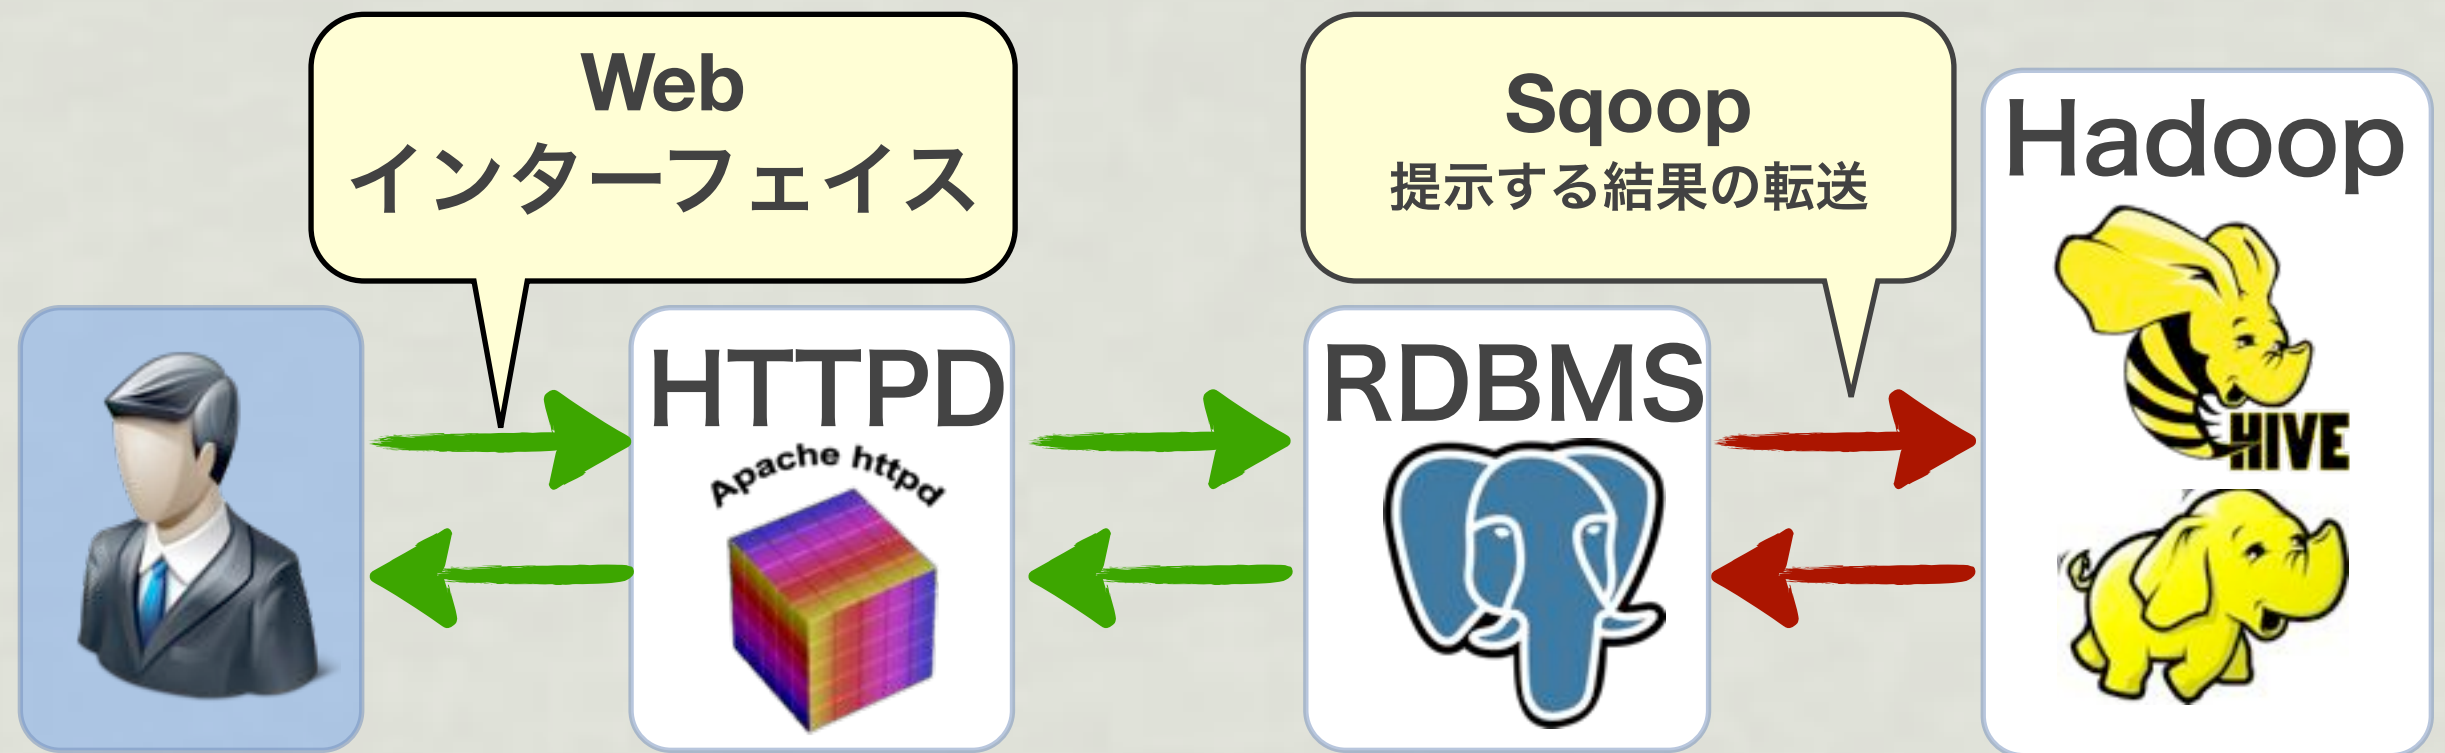 Web
インターフェイス
Sqoop
提示する結果の転送
Hadoop
HIVE
HTTPD
Apache httpd
RDBMS